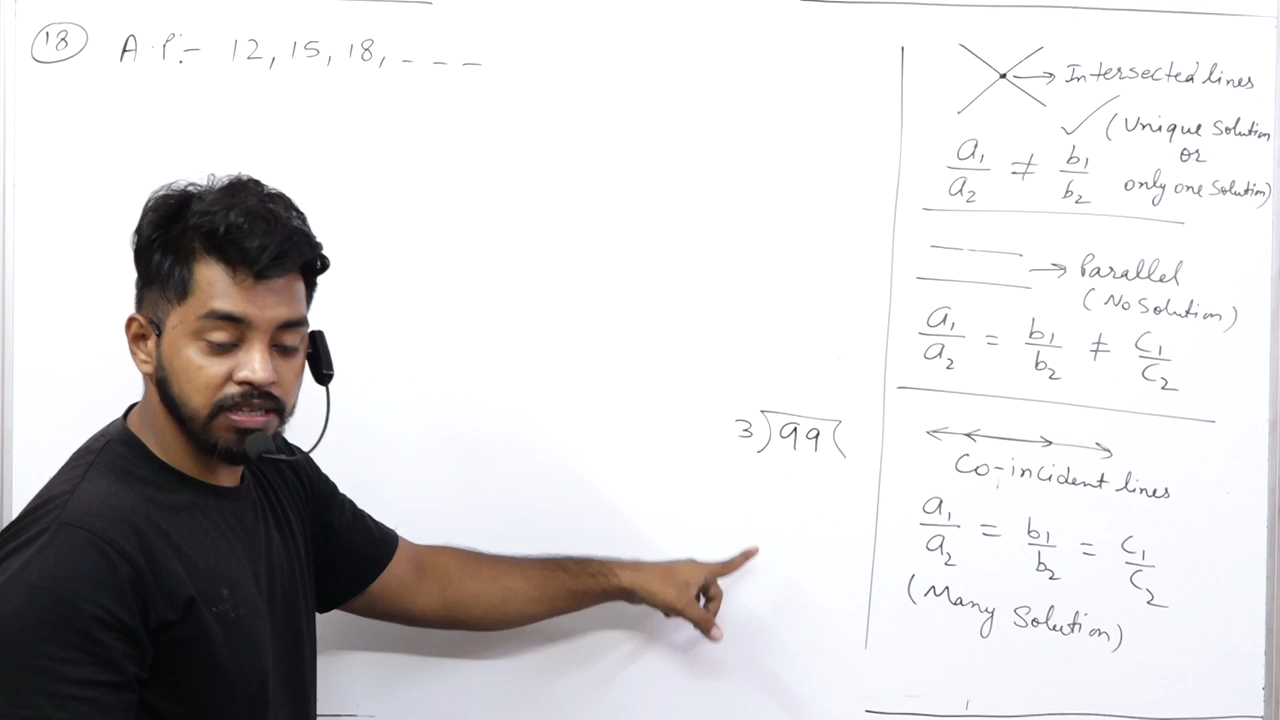 18 A.P:- 12, 15, 18, - - -
3)99(
Intersected lines
(Unique Solution
or
only one Solution)
a₁/a₂ ≠ b₁/b₂
Parallel
(No Solution)
a₁/a₂ = b₁/b₂ ≠ c₁/c₂
Co-incident lines
a₁/a₂ = b₁/b₂ = c₁/c₂
(Many Solution)